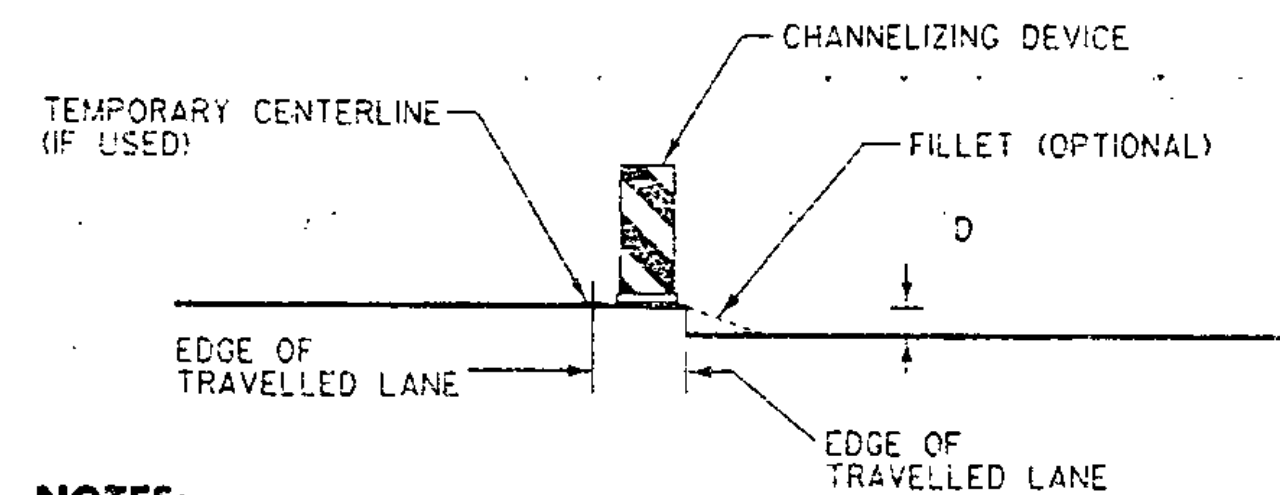 CHANNELIZING DEVICE
TEMPORARY CENTERLINE
(IF USED)
FILLET (OPTIONAL)
D
EDGE OF
TRAVELLED LANE
EDGE OF
TRAVELLED LANE
NOTES: